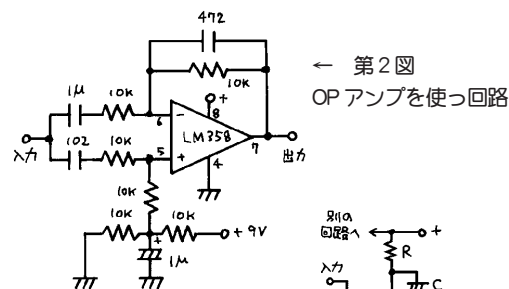 472
10K
← 第2図
OPアンプを使っ回路
1μ
10K
+
8
6
-
LM358
7
入力
102
10K
5
+
4
出力
10K
10K
10K
+9V
+
1μ
別の
回路へ
+
R
入力
C